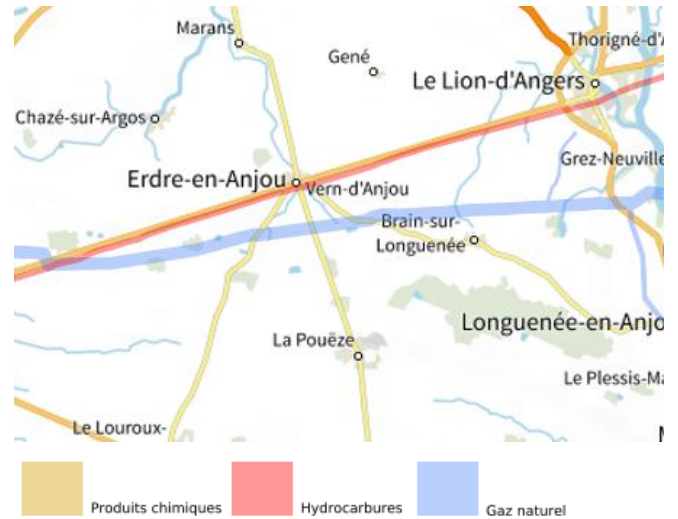 Marans
Thorigné-d'A
Gené
Le Lion-d'Angers
Chazé-sur-Argos
Grez-Neuville
Erdre-en-Anjou
Vern-d'Anjou
Brain-sur-
Longuenée
Longuenée-en-Anjo
La Pouëze
Le Plessis-Ma
Le Louroux-
Produits chimiques
Hydrocarbures
Gaz naturel